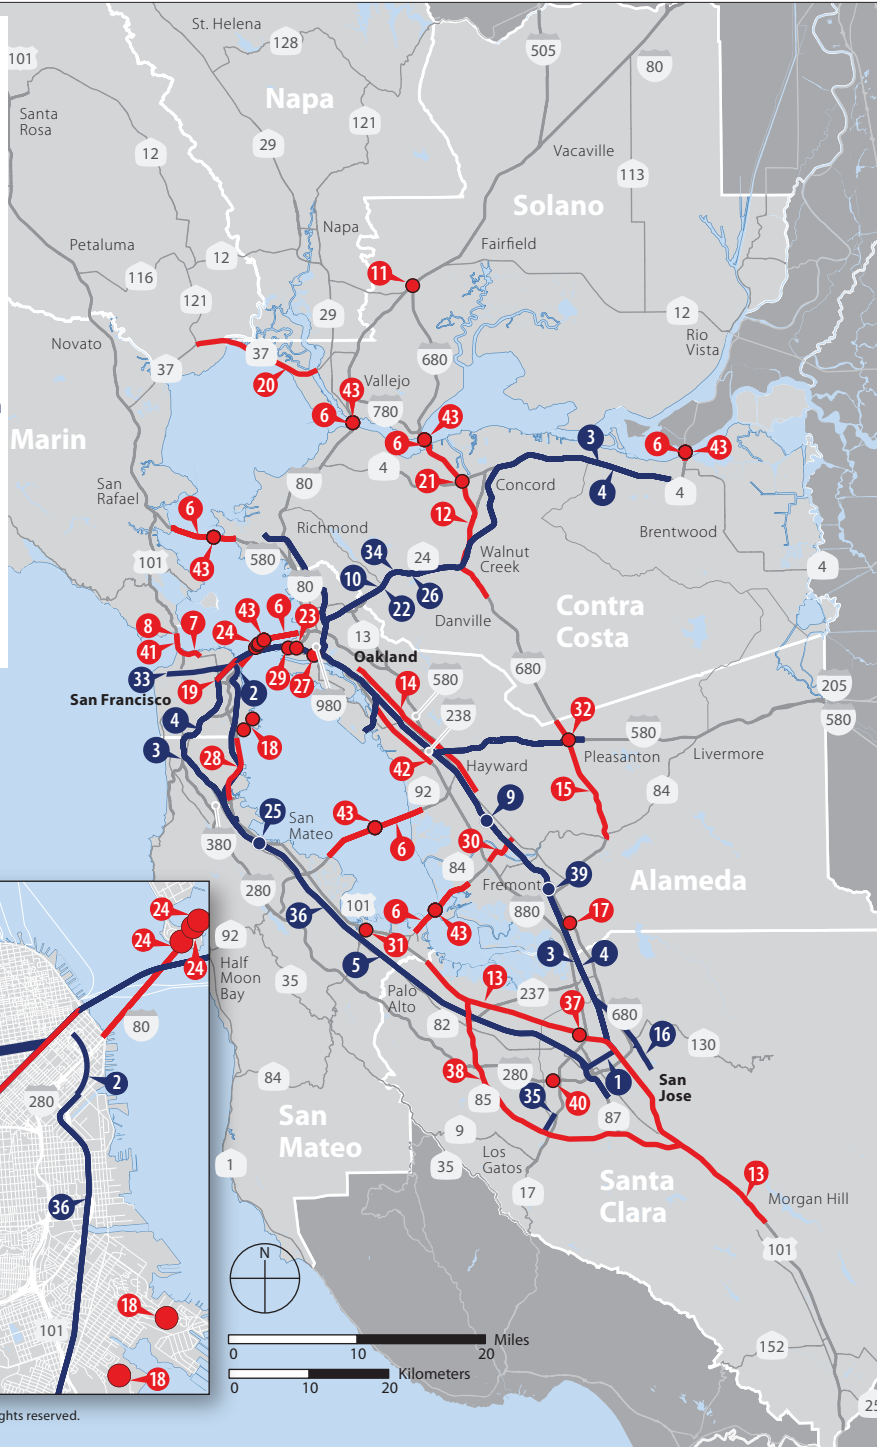 St. Helena
128
101
505
80
Napa
Santa
Rosa
121
12
29
Vacaville
113
Solano
Napa
Petaluma
12
Fairfield
116
11
121
29
12
Rio
Vista
Novato
37
37
680
20
Vallejo
43
6
780
43
6
Marin
3
6
43
4
21
Concord
4
4
San
Rafael
80
6
12
Brentwood
Richmond
101
43
580
34
24
Walnut
Creek
4
80
10
22
26
Contra
Costa
8
7
43
6
23
24
Danville
41
13
33
Oakland
29
27
19
2
680
San Francisco
14
580
205
980
238
580
4
18
32
580
3
28
42
Pleasanton
Livermore
Hayward
15
84
92
9
25
San
Mateo
43
380
6
30
84
39
280
Fremont
Alameda
101
36
6
880
17
24
24
92
31
43
24
5
3
4
Half
Moon
Bay
35
13
237
Palo
Alto
37
680
80
82
16
130
2
38
280
1
San
Jose
84
280
35
40
85
87
San
Mateo
9
Los
Gatos
35
1
17
Santa
Clara
13
Morgan Hill
36
101
N
18
101
Miles
0
10
20
152
Kilometers
0
10
20
18
25
ghts reserved.